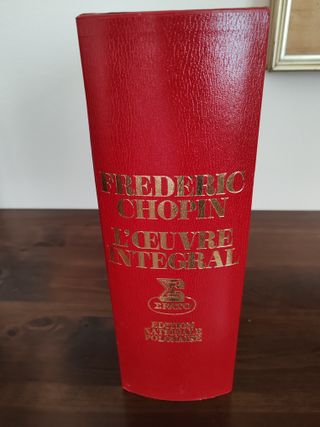 FREDERIC
CHOPIN
L'ŒUVRE
INTEGRAL
ERATO
EDITION
NATIONALE
POLONAISE